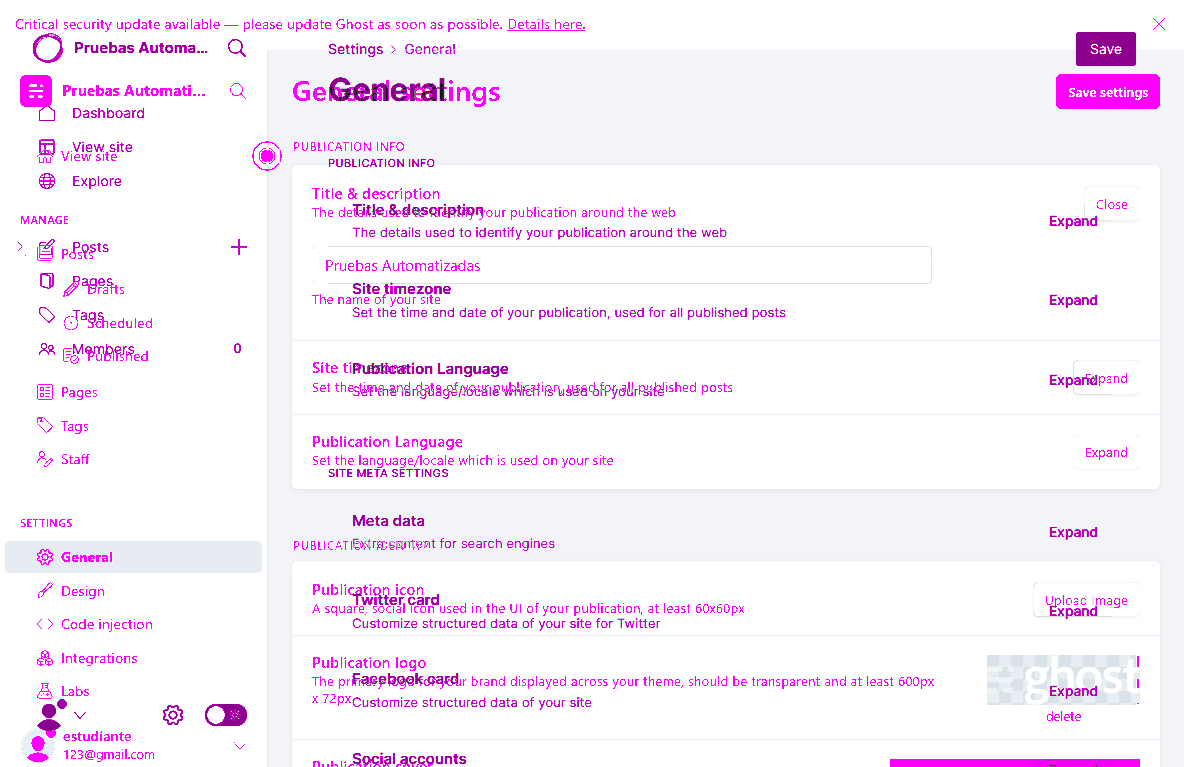 Critical security update available — please update Ghost as soon as possible. Details here.
Pruebas Automa...
Settings > General
Save
Pruebas Automati...
General settings
General
Save settings
Dashboard
View site
View site
Explore
PUBLICATION INFO
PUBLICATION INFO
MANAGE
Title & description
The details used to identify your publication around the web
Close
Title & description
The details used to identify your publication around the web
Expand
Posts
Posts
Pruebas Automatizadas
Pages
Drafts
Site timezone
The name of your site
Expand
Set the time and date of your publication, used for all published posts
Tags
Scheduled
Members
0
Published
Site timezone
Set the time and date of your publication, used for all published posts
Expand
Publication Language
Set the language/locale which is used on your site
Expand
Pages
Tags
Staff
Publication Language
Set the language/locale which is used on your site
Expand
SITE META SETTINGS
SETTINGS
Meta data
Extra content for search engines
Expand
PUBLICATION IDENTITY
General
Design
Code injection
Integrations
Labs
Publication icon
A square, social icon used in the UI of your publication, at least 60x60px
Upload Image
Twitter card
Customize structured data of your site for Twitter
Expand
Publication logo
The primary logo for your brand displayed across your theme, should be transparent and at least 600px
x 72px
ghost
delete
Facebook card
Customize structured data of your site
Expand
estudiante
123@gmail.com
Social accounts
Publication cover